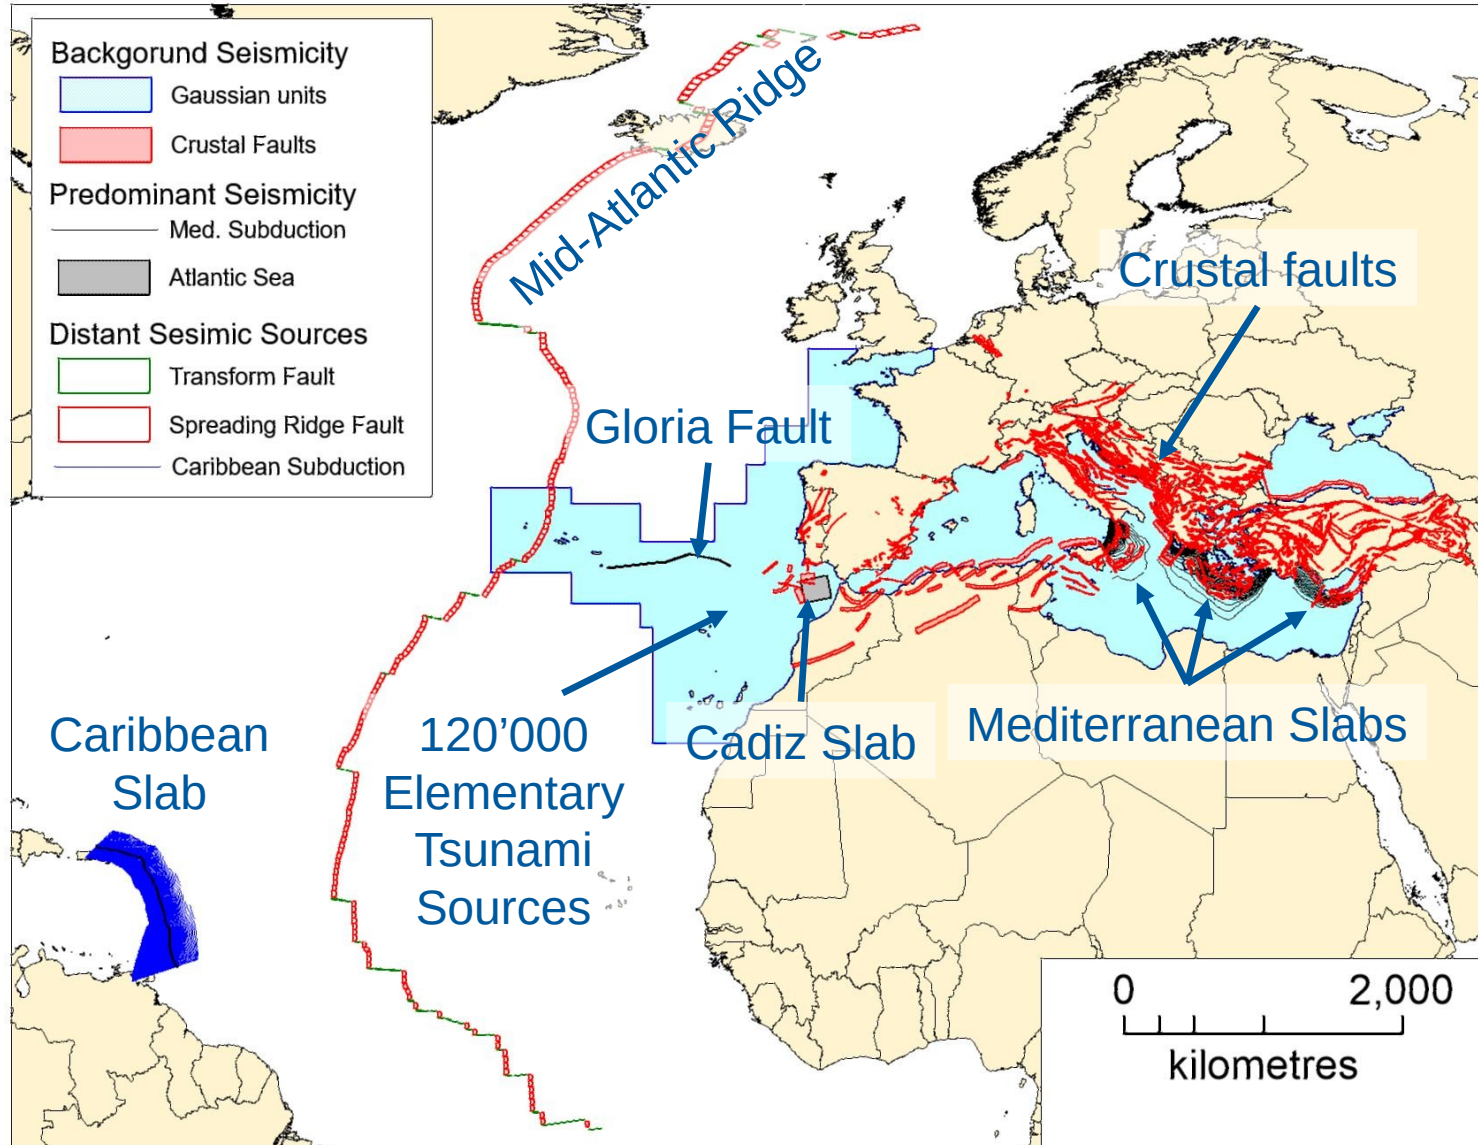 Backgorund Seismicity
Gaussian units
Crustal Faults
Predominant Seismicity
Med. Subduction
Atlantic Sea
Distant Sesimic Sources
Transform Fault
Spreading Ridge Fault
Caribbean Subduction
Mid-Atlantic Ridge
Crustal faults
Gloria Fault
Caribbean
Slab
120’000
Elementary
Tsunami
Sources
Cadiz Slab
Mediterranean Slabs
0 2,000
kilometres